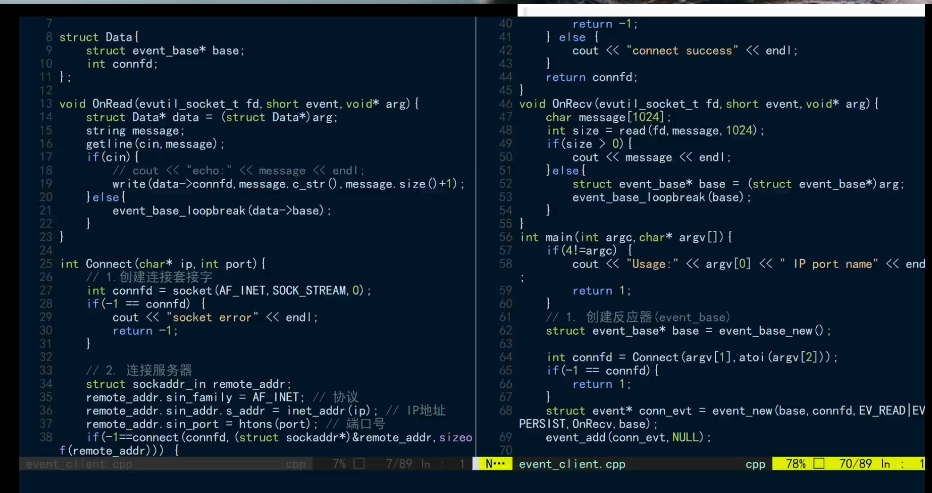 7
8 struct Data{
9     struct event_base* base;
10     int connfd;
11 };
12
13 void OnRead(evutil_socket_t fd,short event,void* arg){
14     struct Data* data = (struct Data*)arg;
15     string message;
16     getline(cin,message);
17     if(cin){
18         // cout << "echo:" << message << endl;
19         write(data->connfd,message.c_str(),message.size()+1);
20     }else{
21         event_base_loopbreak(data->base);
22     }
23 }
24
25 int Connect(char* ip,int port){
26     // 1.创建连接套接字
27     int connfd = socket(AF_INET,SOCK_STREAM,0);
28     if(-1 == connfd) {
29         cout << "socket error" << endl;
30         return -1;
31     }
32
33     // 2. 连接服务器
34     struct sockaddr_in remote_addr;
35     remote_addr.sin_family = AF_INET; // 协议
36     remote_addr.sin_addr.s_addr = inet_addr(ip); // IP地址
37     remote_addr.sin_port = htons(port); // 端口号
38     if(-1==connect(connfd,(struct sockaddr*)&remote_addr,sizeo
f(remote_addr))) {
event_client.cpp cpp 7% 7/89 ln : 1
40         return -1;
41     } else {
42         cout << "connect success" << endl;
43     }
44     return connfd;
45 }
46 void OnRecv(evutil_socket_t fd,short event,void* arg){
47     char message[1024];
48     int size = read(fd,message,1024);
49     if(size > 0){
50         cout << message << endl;
51     }else{
52         struct event_base* base = (struct event_base*)arg;
53         event_base_loopbreak(base);
54     }
55 }
56 int main(int argc,char* argv[]){
57     if(4!=argc) {
58         cout << "Usage:" << argv[0] << " IP port name" << end
;
59         return 1;
60     }
61     // 1. 创建反应器(event_base)
62     struct event_base* base = event_base_new();
63
64     int connfd = Connect(argv[1],atoi(argv[2]));
65     if(-1 == connfd){
66         return 1;
67     }
68     struct event* conn_evt = event_new(base,connfd,EV_READ|EV
PERSIST,OnRecv,base);
69     event_add(conn_evt,NULL);
70
N… event_client.cpp cpp 78% 70/89 ln : 1